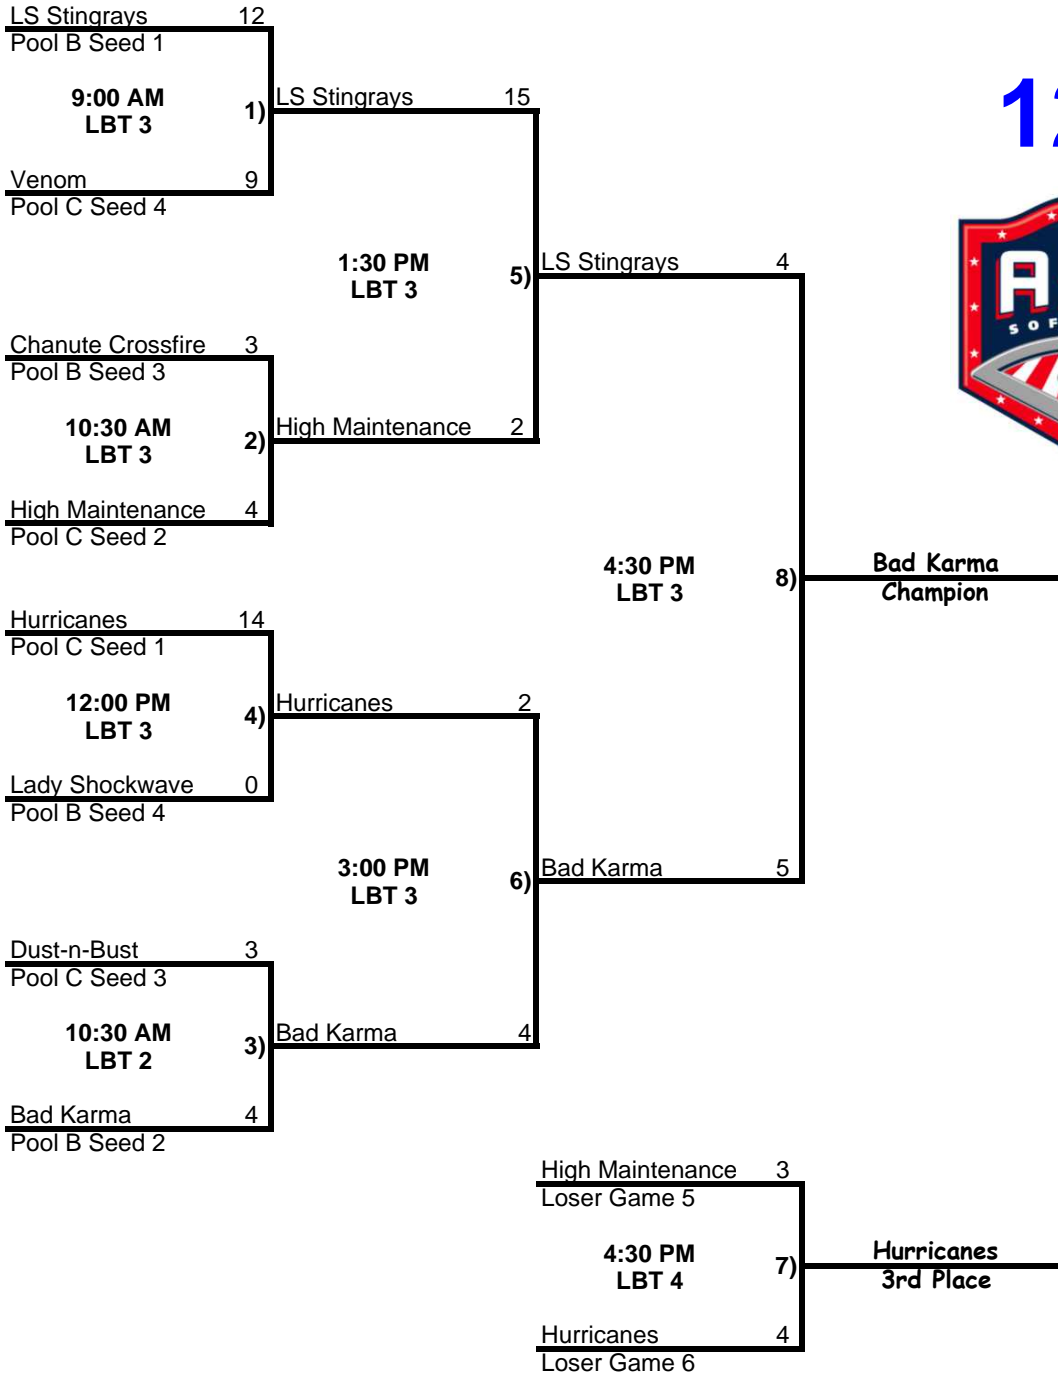 LS Stingrays 12
Pool B Seed 1
9:00 AM
LBT 3
1)
LS Stingrays 15
Venom 9
Pool C Seed 4
1:30 PM
LBT 3
5)
LS Stingrays 4
Chanute Crossfire 3
Pool B Seed 3
10:30 AM
LBT 3
2)
High Maintenance 2
High Maintenance 4
Pool C Seed 2
4:30 PM
LBT 3
8)
Bad Karma
Champion
Hurricanes 14
Pool C Seed 1
12:00 PM
LBT 3
4)
Hurricanes 2
Lady Shockwave 0
Pool B Seed 4
3:00 PM
LBT 3
6)
Bad Karma 5
Dust-n-Bust 3
Pool C Seed 3
10:30 AM
LBT 2
3)
Bad Karma 4
Bad Karma 4
Pool B Seed 2
High Maintenance 3
Loser Game 5
4:30 PM
LBT 4
7)
Hurricanes
3rd Place
Hurricanes 4
Loser Game 6